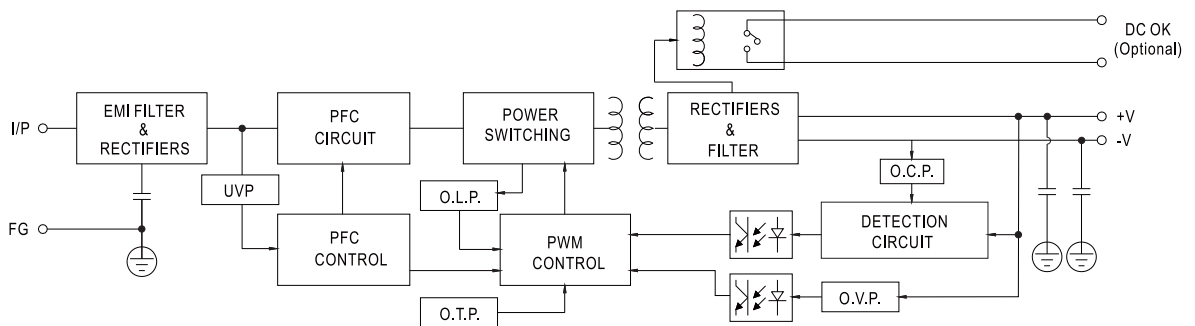 DC OK
(Optional)
I/P
EMI FILTER
&
RECTIFIERS
PFC
CIRCUIT
POWER
SWITCHING
RECTIFIERS
&
FILTER
+V
-V
UVP
O.L.P.
O.C.P.
FG
PFC
CONTROL
PWM
CONTROL
DETECTION
CIRCUIT
O.T.P.
O.V.P.